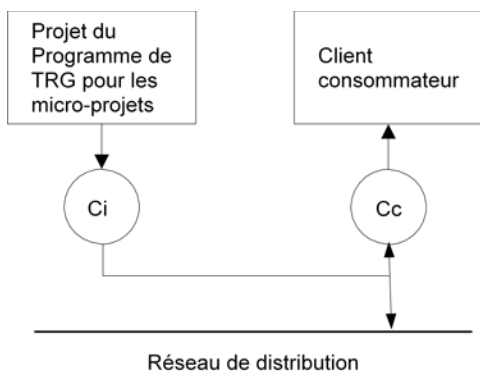 Projet du
Programme de
TRG pour les
micro-projets
Client
consommateur
Ci
Cc
Réseau de distribution